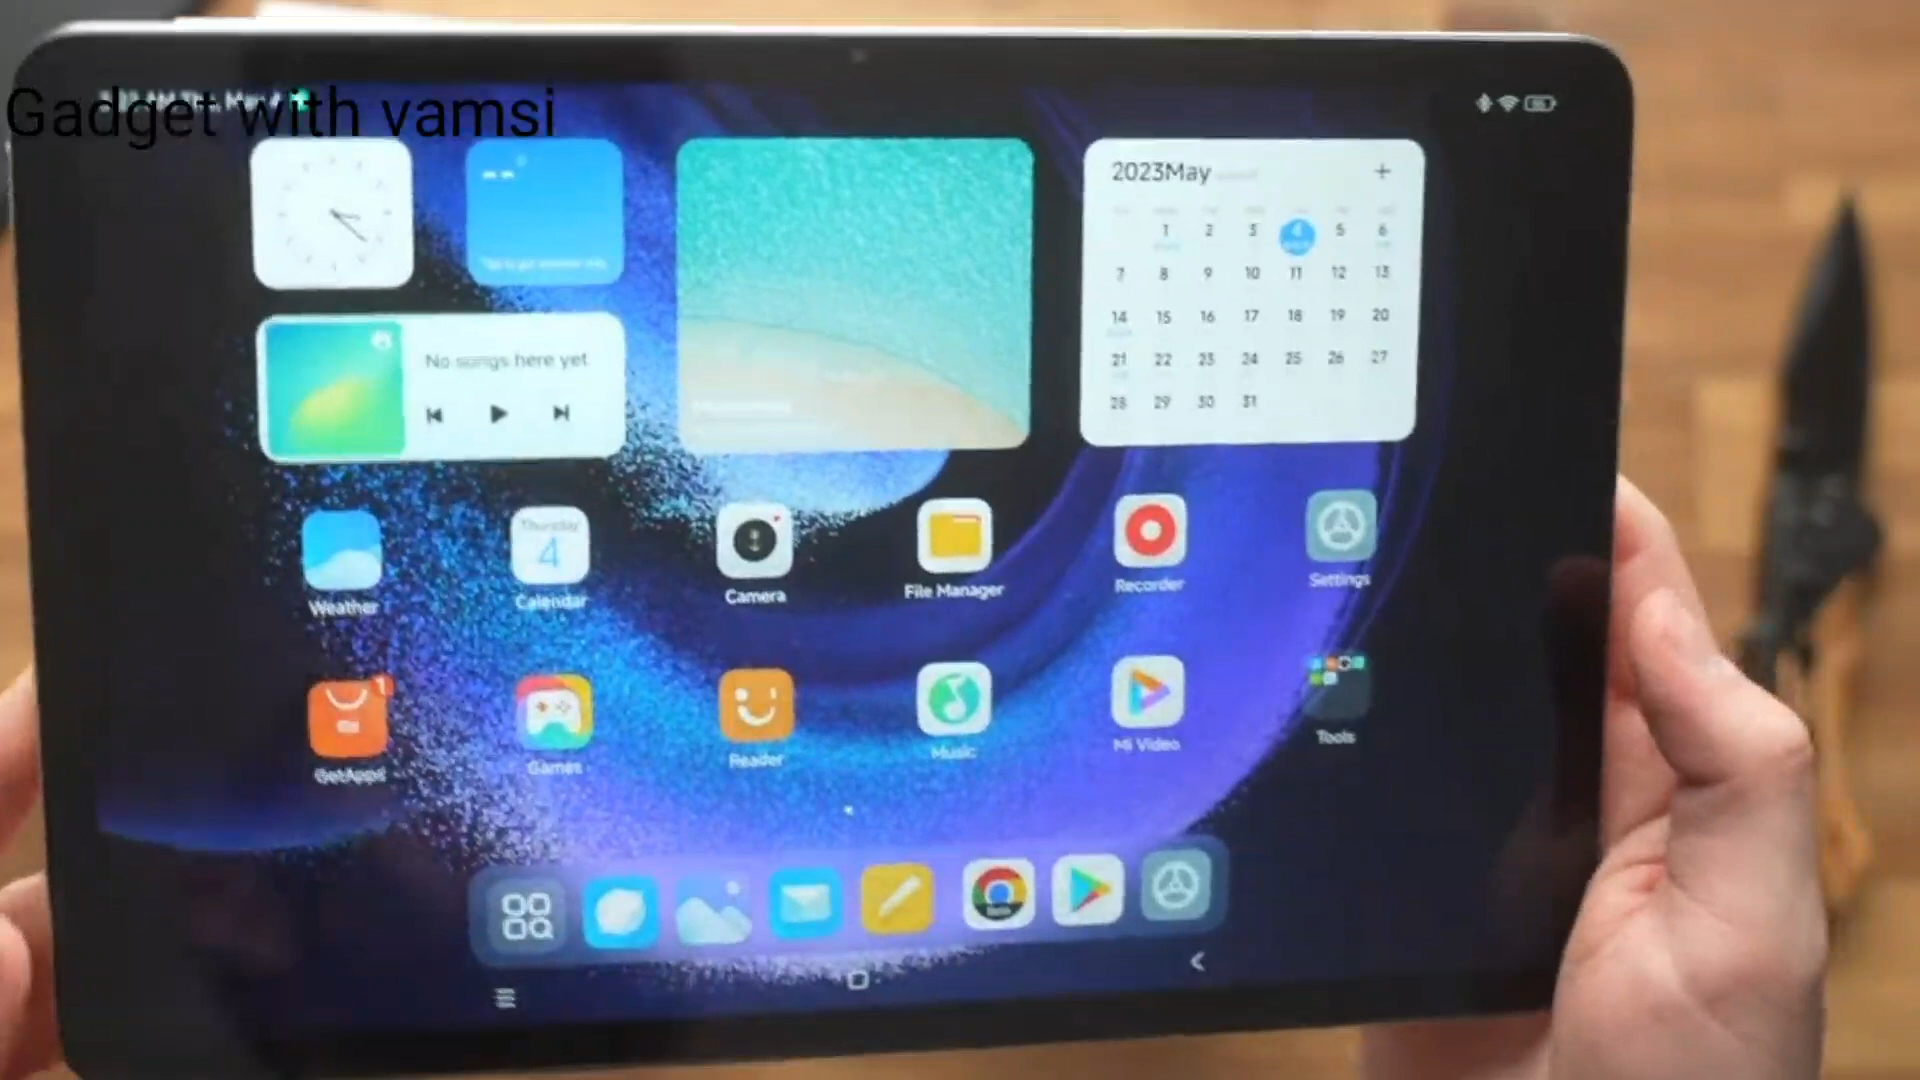 Gadget with vamsi
2023May +
1 2 3 4 5 6
7 8 9 10 11 12 13
14 15 16 17 18 19 20
21 22 23 24 25 26 27
28 29 30 31
No songs here yet
Thursday
4
Weather Calendar Camera File Manager Recorder Settings
1
GetApps Games Reader Music Mi Video Tools